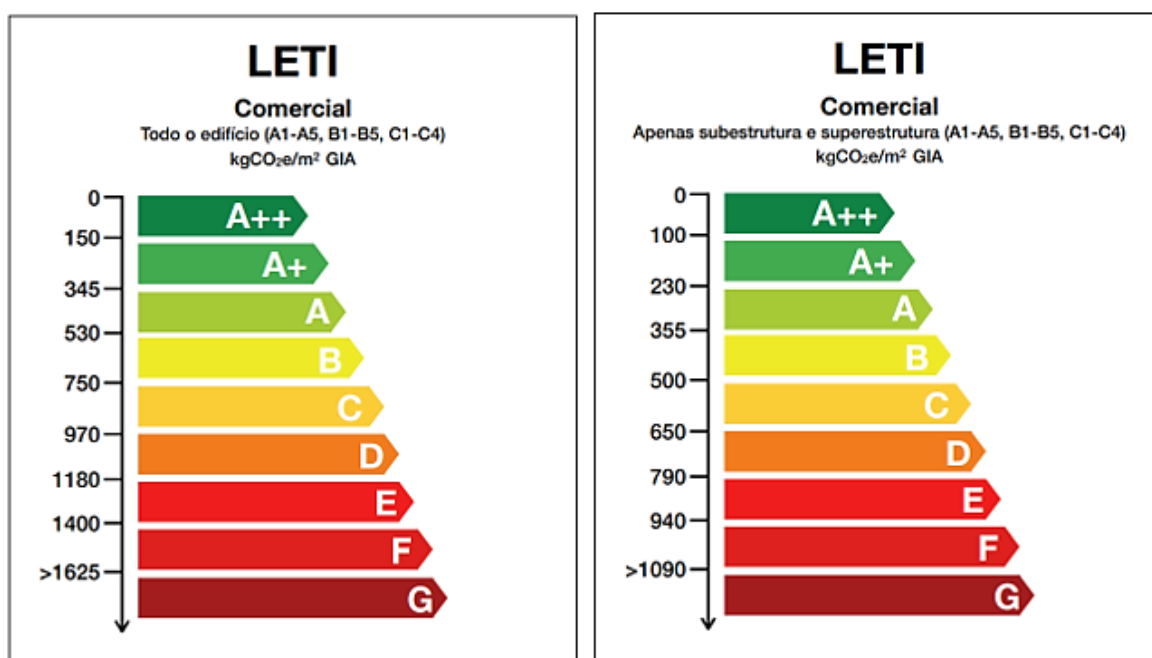 LETI
Comercial
Todo o edifício (A1-A5, B1-B5, C1-C4)
kgCO₂e/m² GIA
0
A++
150
A+
345
A
530
B
750
C
970
D
1180
E
1400
F
>1625
G
LETI
Comercial
Apenas subestrutura e superestrutura (A1-A5, B1-B5, C1-C4)
kgCO₂e/m² GIA
0
A++
100
A+
230
A
355
B
500
C
650
D
790
E
940
F
>1090
G